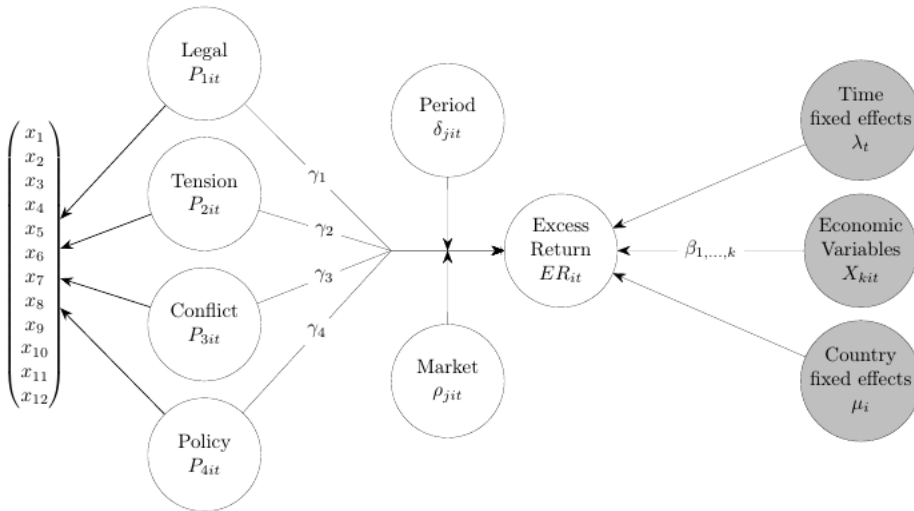 x₁
x₂
x₃
x₄
x₅
x₆
x₇
x₈
x₉
x₁₀
x₁₁
x₁₂
Legal
P₁ᵢₜ
Tension
P₂ᵢₜ
Conflict
P₃ᵢₜ
Policy
P₄ᵢₜ
γ₁
γ₂
γ₃
γ₄
Period
δⱼᵢₜ
Market
ρⱼᵢₜ
Excess
Return
ERᵢₜ
β₁,...,ₖ
Time
fixed effects
λₜ
Economic
Variables
Xₖᵢₜ
Country
fixed effects
μᵢ